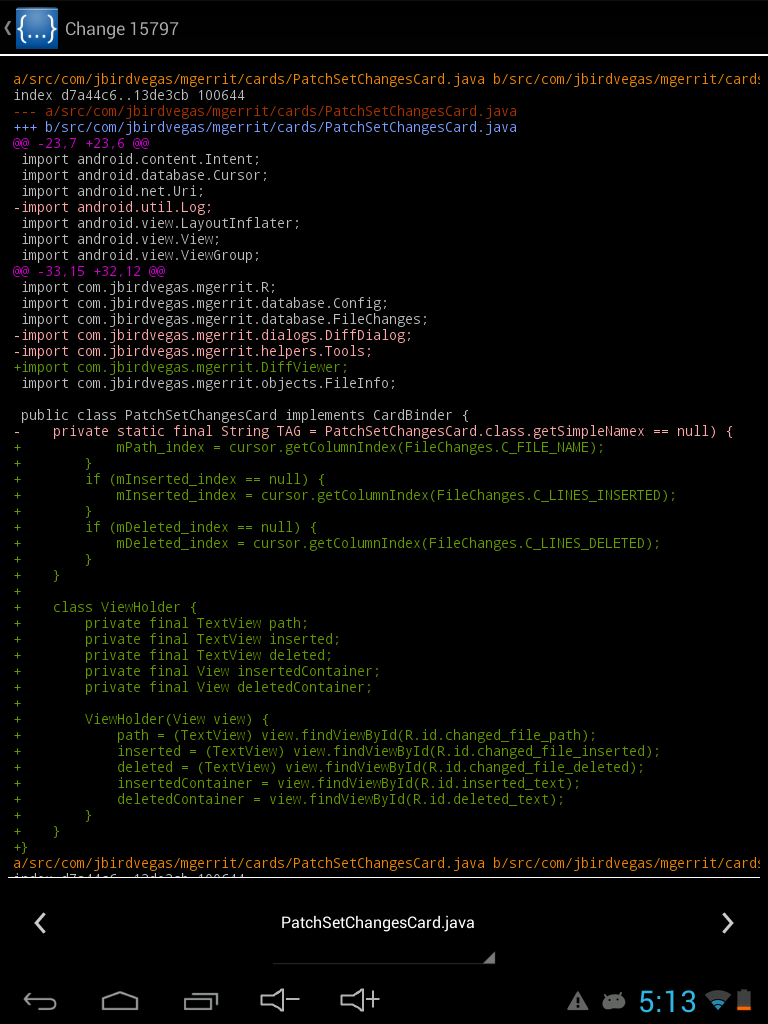 {...} Change 15797
a/src/com/jbirdvegas/mgerrit/cards/PatchSetChangesCard.java b/src/com/jbirdvegas/mgerrit/cards
index d7a44c6..13de3cb 100644
--- a/src/com/jbirdvegas/mgerrit/cards/PatchSetChangesCard.java
+++ b/src/com/jbirdvegas/mgerrit/cards/PatchSetChangesCard.java
@@ -23,7 +23,6 @@
 import android.content.Intent;
 import android.database.Cursor;
 import android.net.Uri;
-import android.util.Log;
 import android.view.LayoutInflater;
 import android.view.View;
 import android.view.ViewGroup;
@@ -33,15 +32,12 @@
 import com.jbirdvegas.mgerrit.R;
 import com.jbirdvegas.mgerrit.database.Config;
 import com.jbirdvegas.mgerrit.database.FileChanges;
-import com.jbirdvegas.mgerrit.dialogs.DiffDialog;
-import com.jbirdvegas.mgerrit.helpers.Tools;
+import com.jbirdvegas.mgerrit.DiffViewer;
 import com.jbirdvegas.mgerrit.objects.FileInfo;

 public class PatchSetChangesCard implements CardBinder {
-    private static final String TAG = PatchSetChangesCard.class.getSimpleNamex == null) {
+            mPath_index = cursor.getColumnIndex(FileChanges.C_FILE_NAME);
+        }
+        if (mInserted_index == null) {
+            mInserted_index = cursor.getColumnIndex(FileChanges.C_LINES_INSERTED);
+        }
+        if (mDeleted_index == null) {
+            mDeleted_index = cursor.getColumnIndex(FileChanges.C_LINES_DELETED);
+        }
+    }
+
+    class ViewHolder {
+        private final TextView path;
+        private final TextView inserted;
+        private final TextView deleted;
+        private final View insertedContainer;
+        private final View deletedContainer;
+
+        ViewHolder(View view) {
+            path = (TextView) view.findViewById(R.id.changed_file_path);
+            inserted = (TextView) view.findViewById(R.id.changed_file_inserted);
+            deleted = (TextView) view.findViewById(R.id.changed_file_deleted);
+            insertedContainer = view.findViewById(R.id.inserted_text);
+            deletedContainer = view.findViewById(R.id.deleted_text);
+        }
+    }
+}
a/src/com/jbirdvegas/mgerrit/cards/PatchSetChangesCard.java b/src/com/jbirdvegas/mgerrit/cards
index d7a44c6..13de3cb 100644
PatchSetChangesCard.java
5:13